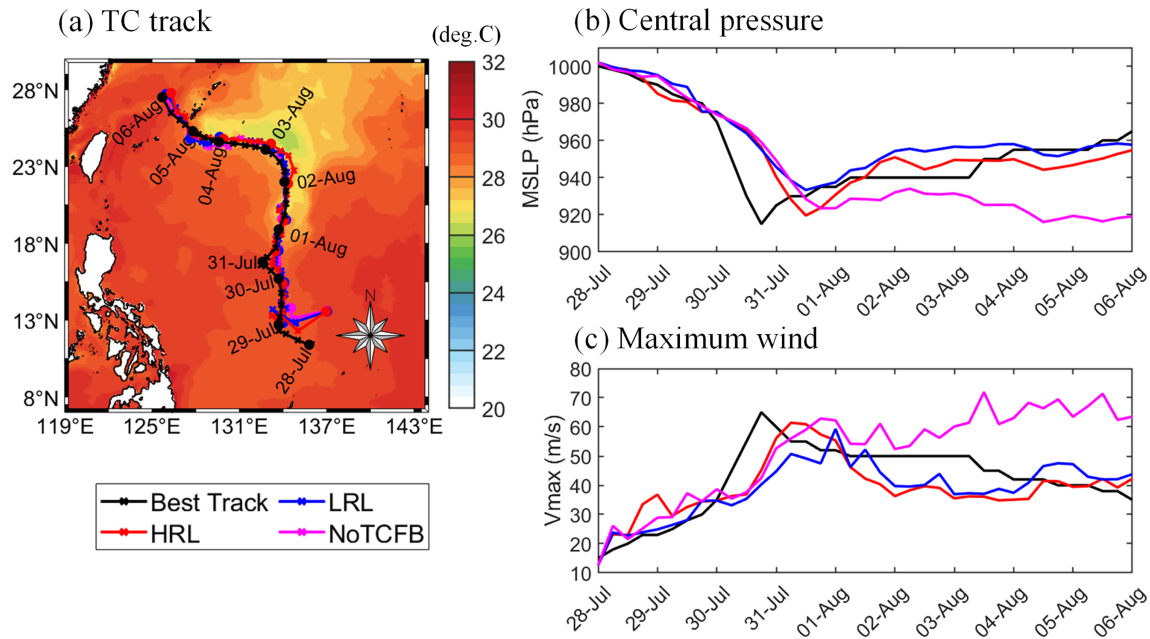 (a) TC track
(deg.C)
28°N
23°N
18°N
13°N
8°N
119°E
125°E
131°E
137°E
143°E
06-Aug
05-Aug
04-Aug
03-Aug
02-Aug
01-Aug
31-Jul
30-Jul
29-Jul
28-Jul
N
32
30
28
26
24
22
20
Best Track
LRL
HRL
NoTCFB
(b) Central pressure
MSLP (hPa)
1000
980
960
940
920
900
28-Jul
29-Jul
30-Jul
31-Jul
01-Aug
02-Aug
03-Aug
04-Aug
05-Aug
06-Aug
(c) Maximum wind
Vmax (m/s)
80
70
60
50
40
30
20
10
28-Jul
29-Jul
30-Jul
31-Jul
01-Aug
02-Aug
03-Aug
04-Aug
05-Aug
06-Aug